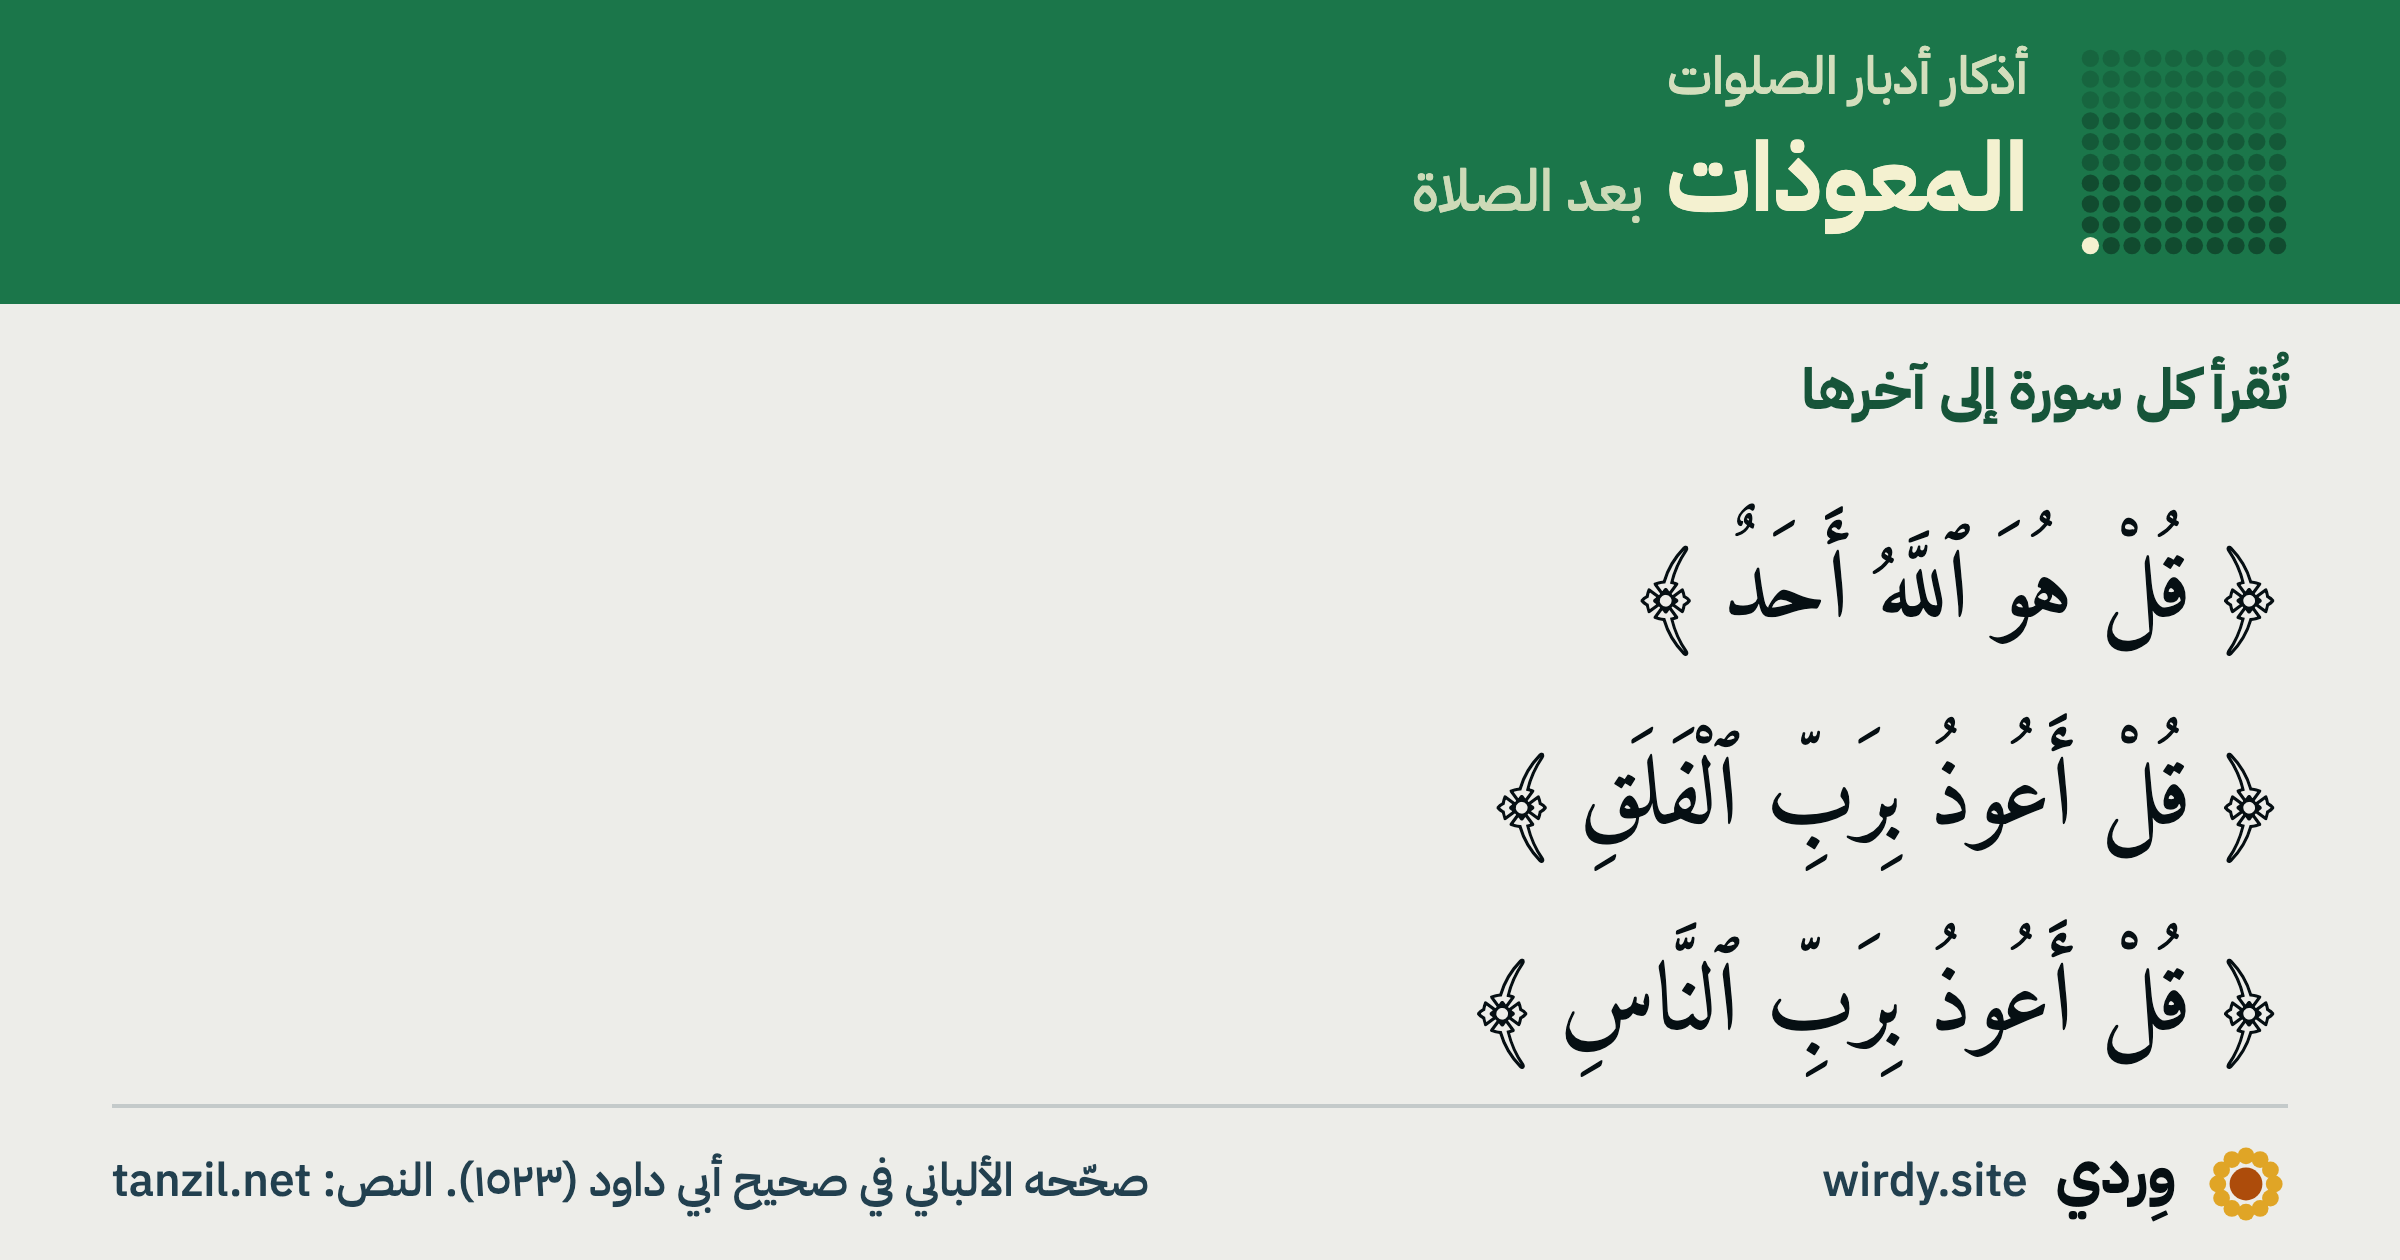 أذكار أدبار الصلوات
المعوذات بعد الصلاة
تُقرأ كل سورة إلى آخرها
﴿ قُلْ هُوَ ٱللَّهُ أَحَدٌ ﴾
﴿ قُلْ أَعُوذُ بِرَبِّ ٱلْفَلَقِ ﴾
﴿ قُلْ أَعُوذُ بِرَبِّ ٱلنَّاسِ ﴾
وِردي wirdy.site
صحّحه الألباني في صحيح أبي داود (١٥٢٣). النص: tanzil.net